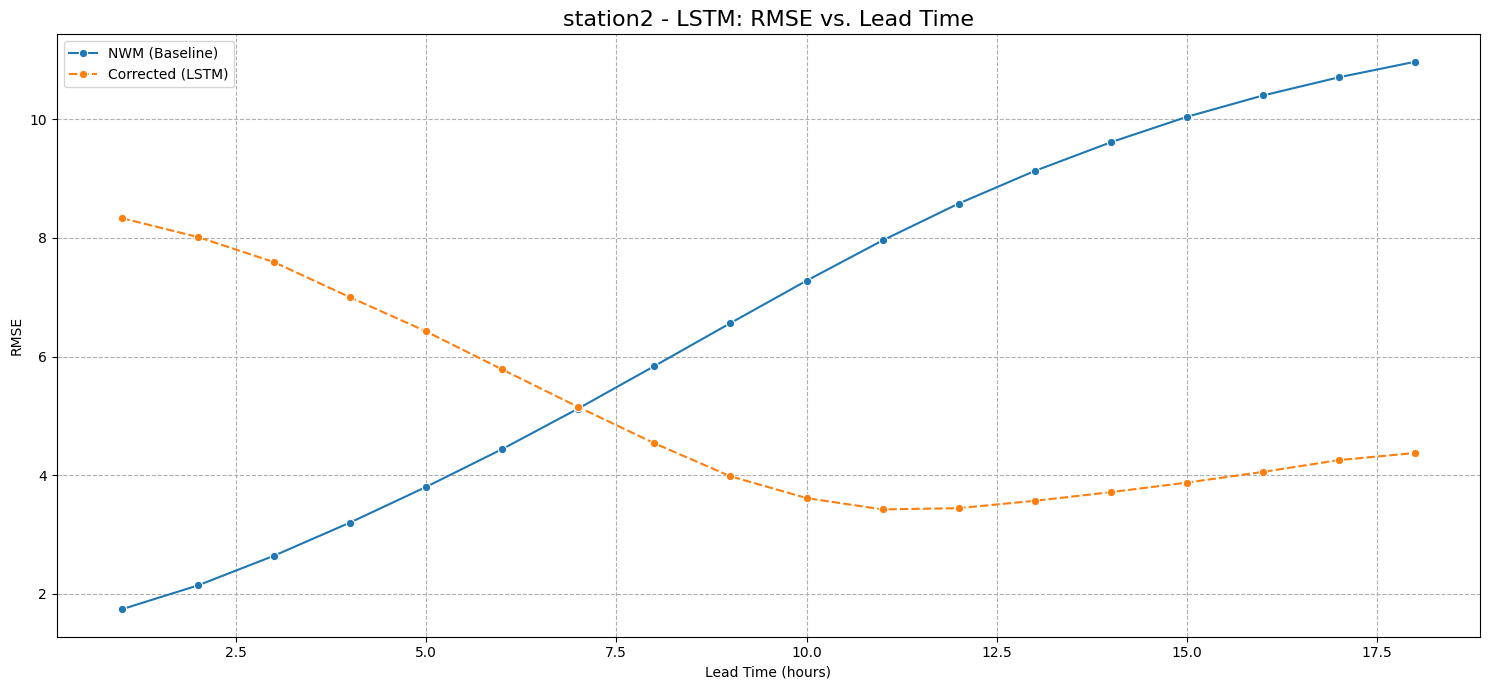 station2 - LSTM: RMSE vs. Lead Time
NWM (Baseline)
Corrected (LSTM)
RMSE
10
8
6
4
2
2.5 5.0 7.5 10.0 12.5 15.0 17.5
Lead Time (hours)